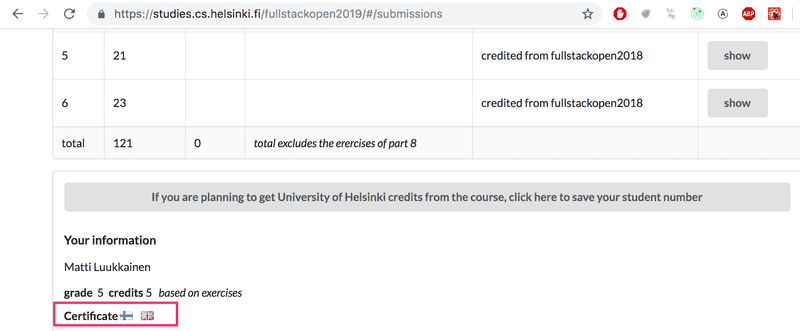 https://studies.cs.helsinki.fi/fullstackopen2019/#/submissions
ABP
5 21 credited from fullstackopen2018 show
6 23 credited from fullstackopen2018 show
total 121 0 total excludes the erercises of part 8
If you are planning to get University of Helsinki credits from the course, click here to save your student number
Your information
Matti Luukkainen
grade 5 credits 5 based on exercises
Certificate